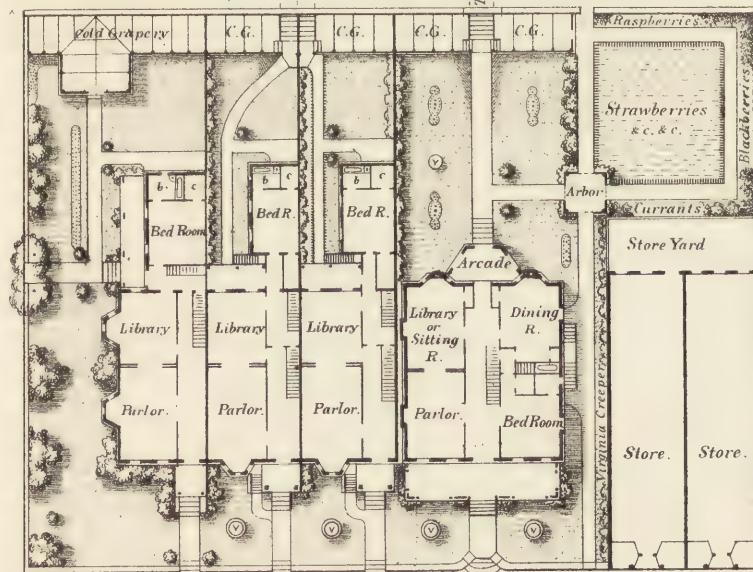 Cold Grapery
C. G.
C. G.
C. G.
C. G.
Raspberries
Strawberries
& c. & c.
Blackberries
Arbor
Currants
b
b
c
b
c
Bed Room
Bed R.
Bed R.
Arcade
Store Yard
Library
Library
Library
Library
or
Sitting
R.
Dining
R.
Parlor.
Parlor.
Parlor.
Parlor.
Bed Room
Virginia Creepers
Store.
Store.
V
V
V
V
V